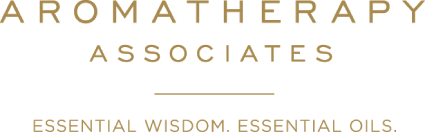 AROMATHERAPY
ASSOCIATES
ESSENTIAL WISDOM. ESSENTIAL OILS.